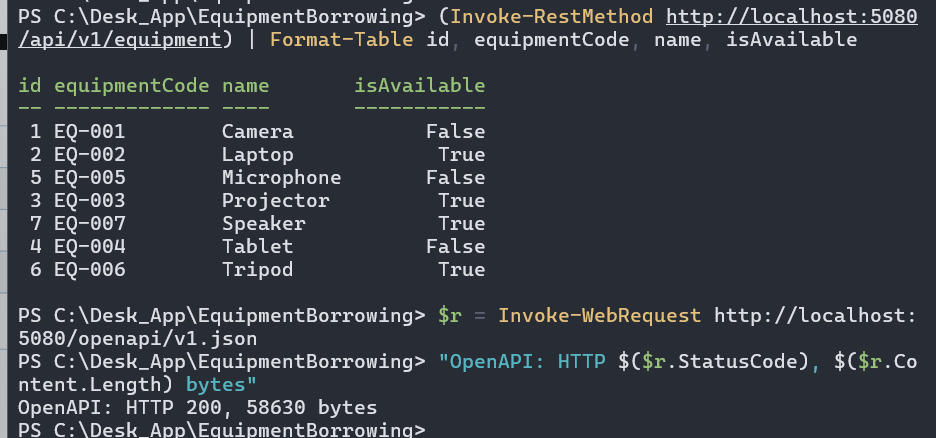 PS C:\Desk_App\EquipmentBorrowing> (Invoke-RestMethod http://localhost:5080
/api/v1/equipment) | Format-Table id, equipmentCode, name, isAvailable
id equipmentCode name isAvailable
-- ------------- ---- -----------
1 EQ-001 Camera False
2 EQ-002 Laptop True
5 EQ-005 Microphone False
3 EQ-003 Projector True
7 EQ-007 Speaker True
4 EQ-004 Tablet False
6 EQ-006 Tripod True
PS C:\Desk_App\EquipmentBorrowing> $r = Invoke-WebRequest http://localhost:
5080/openapi/v1.json
PS C:\Desk_App\EquipmentBorrowing> "OpenAPI: HTTP $($r.StatusCode), $($r.Co
ntent.Length) bytes"
OpenAPI: HTTP 200, 58630 bytes
PS C:\Desk_App\EquipmentBorrowing>